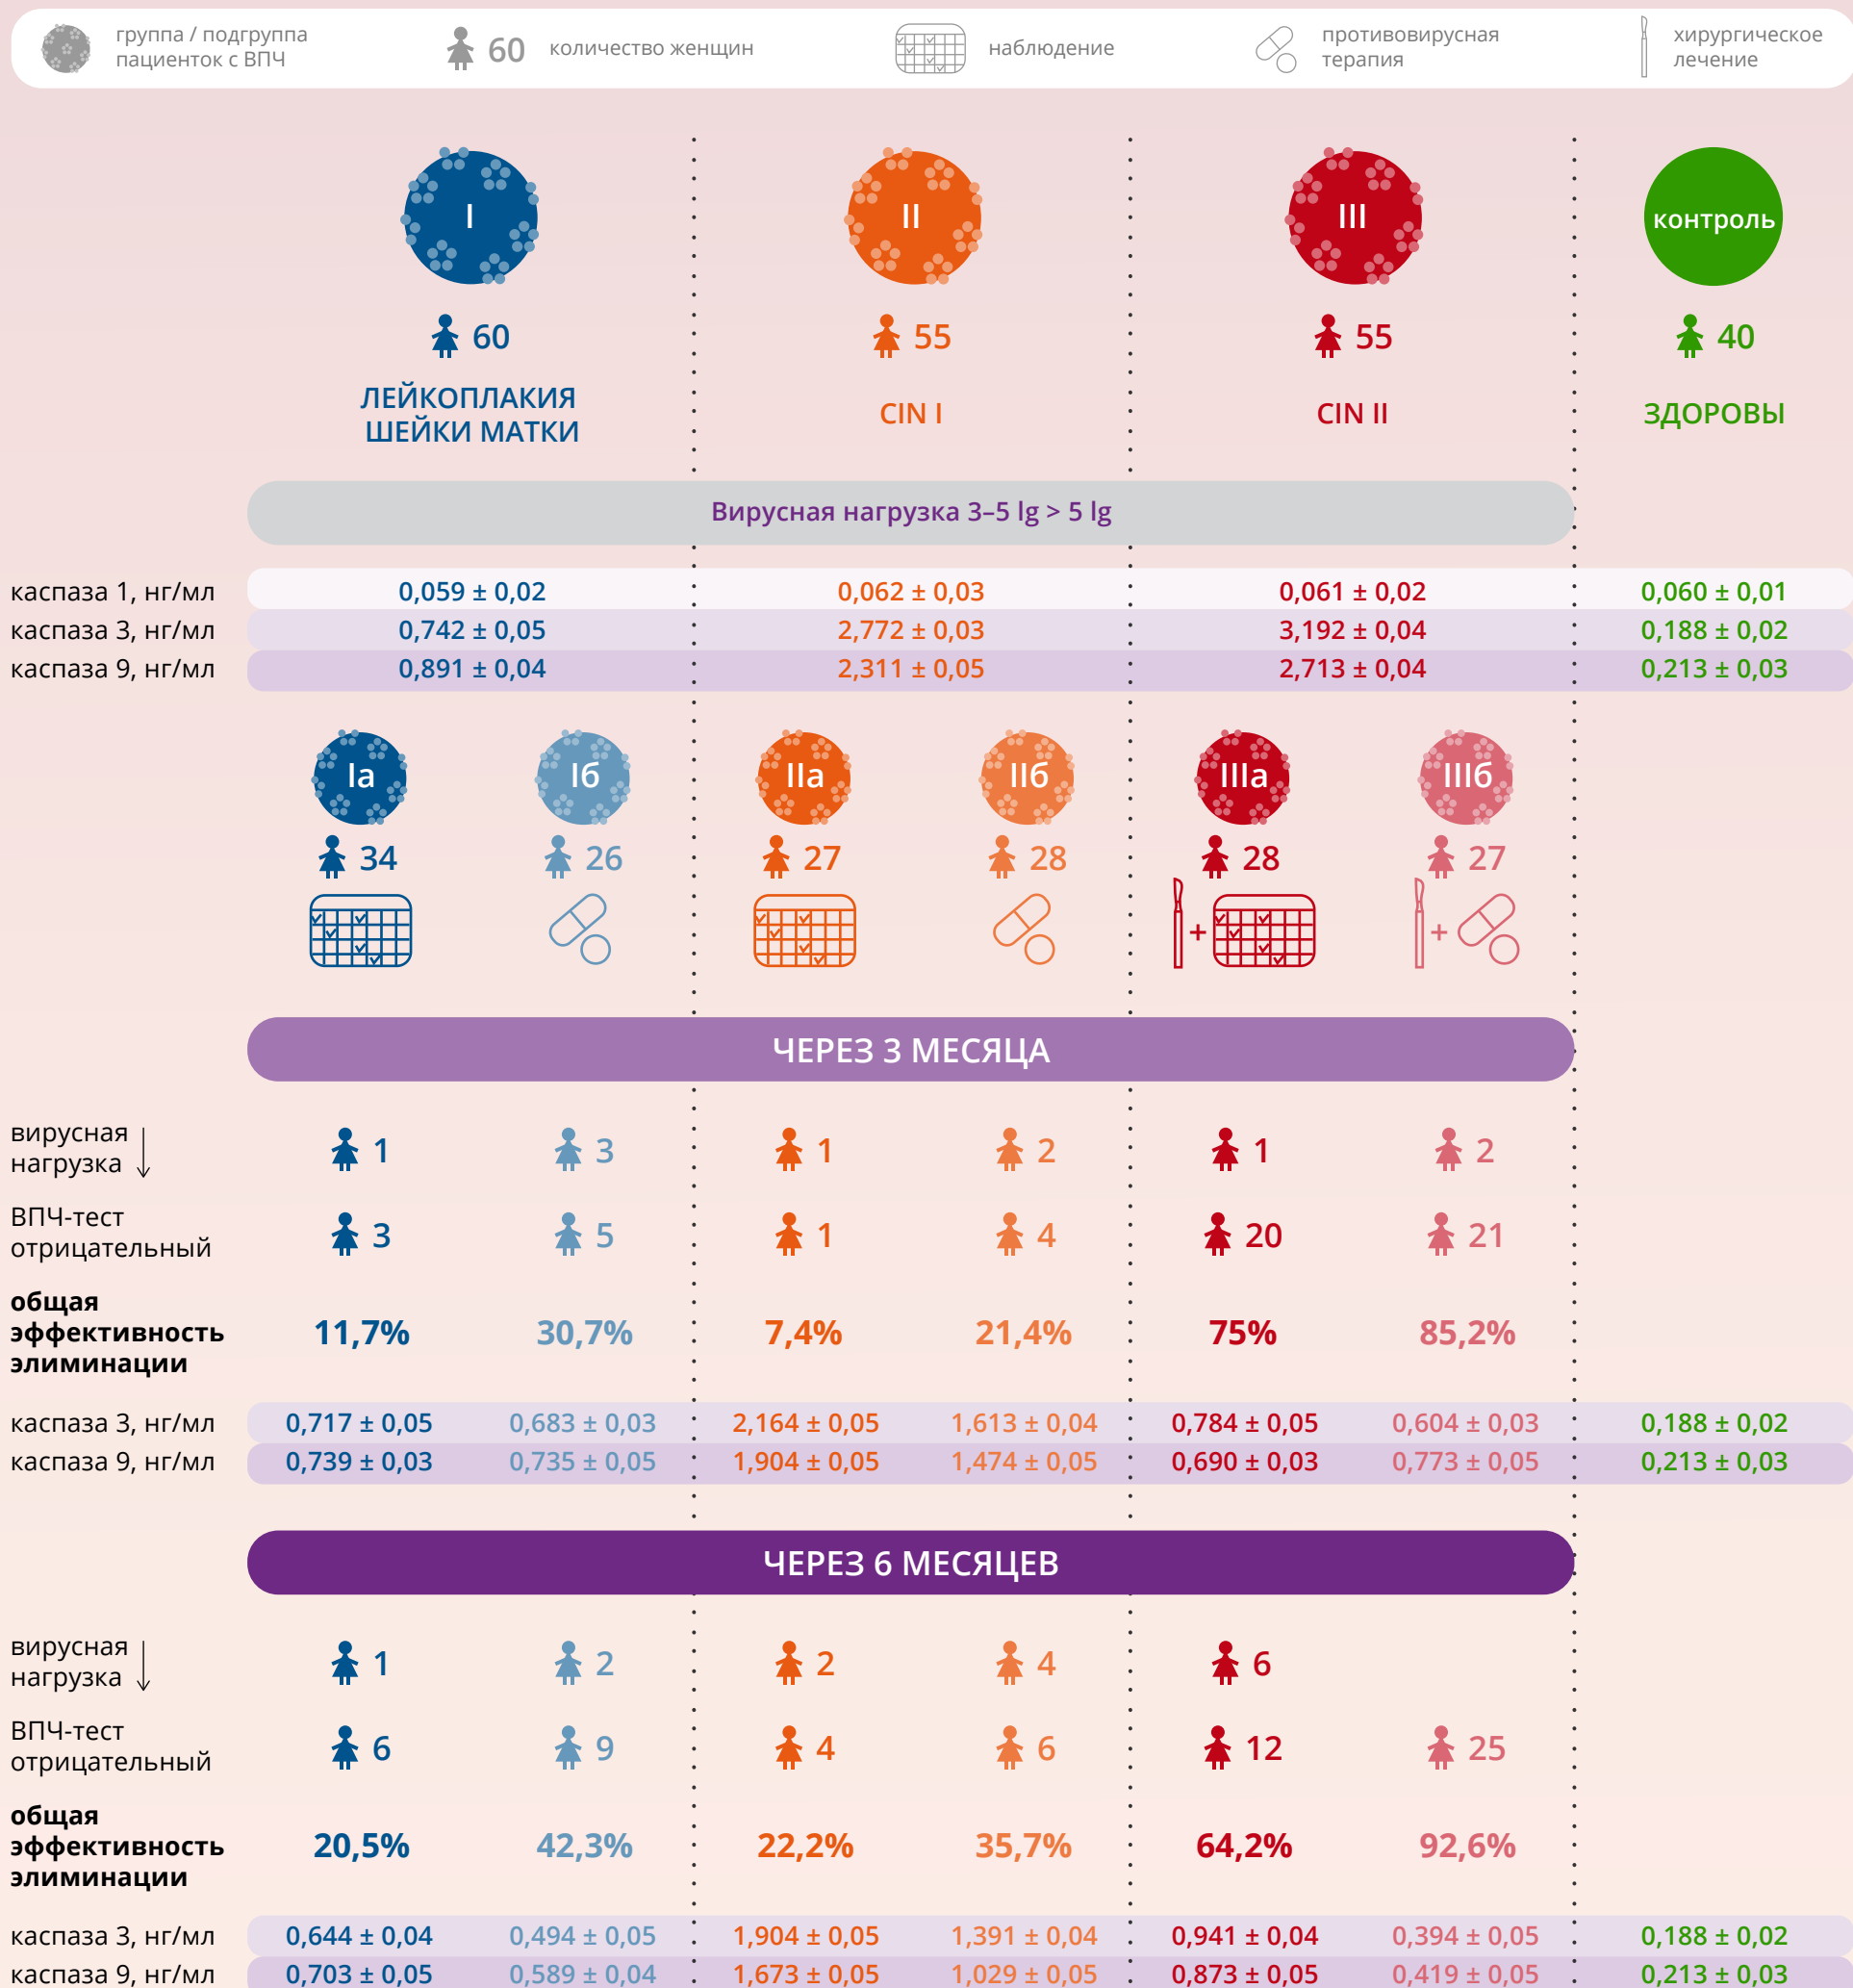 группа / подгруппа
пациенток с ВПЧ
60 количество женщин
наблюдение
противовирусная
терапия
хирургическое
лечение
I II III контроль
60 55 55 40
ЛЕЙКОПЛАКИЯ
ШЕЙКИ МАТКИ
CIN I CIN II ЗДОРОВЫ
Вирусная нагрузка 3–5 lg > 5 lg
каспаза 1, нг/мл 0,059 ± 0,02 0,062 ± 0,03 0,061 ± 0,02 0,060 ± 0,01
каспаза 3, нг/мл 0,742 ± 0,05 2,772 ± 0,03 3,192 ± 0,04 0,188 ± 0,02
каспаза 9, нг/мл 0,891 ± 0,04 2,311 ± 0,05 2,713 ± 0,04 0,213 ± 0,03
Iа Iб IIа IIб IIIа IIIб
34 26 27 28 28 27
+ +
ЧЕРЕЗ 3 МЕСЯЦА
вирусная
нагрузка 1 3 1 2 1 2
ВПЧ-тест
отрицательный 3 5 1 4 20 21
общая
эффективность 11,7% 30,7% 7,4% 21,4% 75% 85,2%
элиминации
каспаза 3, нг/мл 0,717 ± 0,05 0,683 ± 0,03 2,164 ± 0,05 1,613 ± 0,04 0,784 ± 0,05 0,604 ± 0,03 0,188 ± 0,02
каспаза 9, нг/мл 0,739 ± 0,03 0,735 ± 0,05 1,904 ± 0,05 1,474 ± 0,05 0,690 ± 0,03 0,773 ± 0,05 0,213 ± 0,03
ЧЕРЕЗ 6 МЕСЯЦЕВ
вирусная
нагрузка 1 2 2 4 6
ВПЧ-тест
отрицательный 6 9 4 6 12 25
общая
эффективность 20,5% 42,3% 22,2% 35,7% 64,2% 92,6%
элиминации
каспаза 3, нг/мл 0,644 ± 0,04 0,494 ± 0,05 1,904 ± 0,05 1,391 ± 0,04 0,941 ± 0,04 0,394 ± 0,05 0,188 ± 0,02
каспаза 9, нг/мл 0,703 ± 0,05 0,589 ± 0,04 1,673 ± 0,05 1,029 ± 0,05 0,873 ± 0,05 0,419 ± 0,05 0,213 ± 0,03